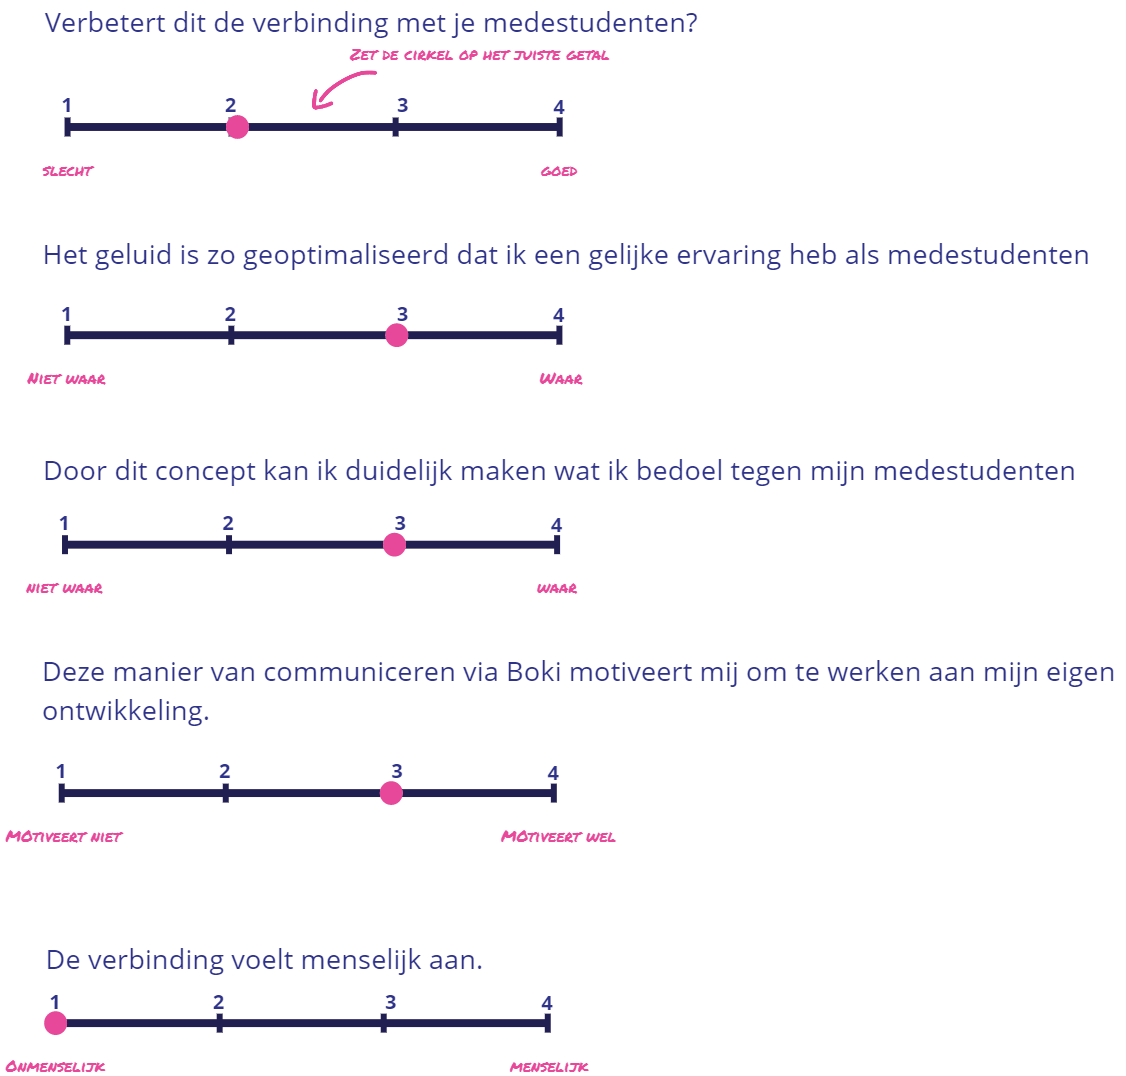 Verbetert dit de verbinding met je medestudenten?
Zet de cirkel op het juiste getal
1 2 3 4
slecht goed
Het geluid is zo geoptimaliseerd dat ik een gelijke ervaring heb als medestudenten
1 2 3 4
Niet waar Waar
Door dit concept kan ik duidelijk maken wat ik bedoel tegen mijn medestudenten
1 2 3 4
niet waar waar
Deze manier van communiceren via Boki motiveert mij om te werken aan mijn eigen
ontwikkeling.
1 2 3 4
MOtiveert niet MOtiveert wel
De verbinding voelt menselijk aan.
1 2 3 4
Onmenselijk menselijk